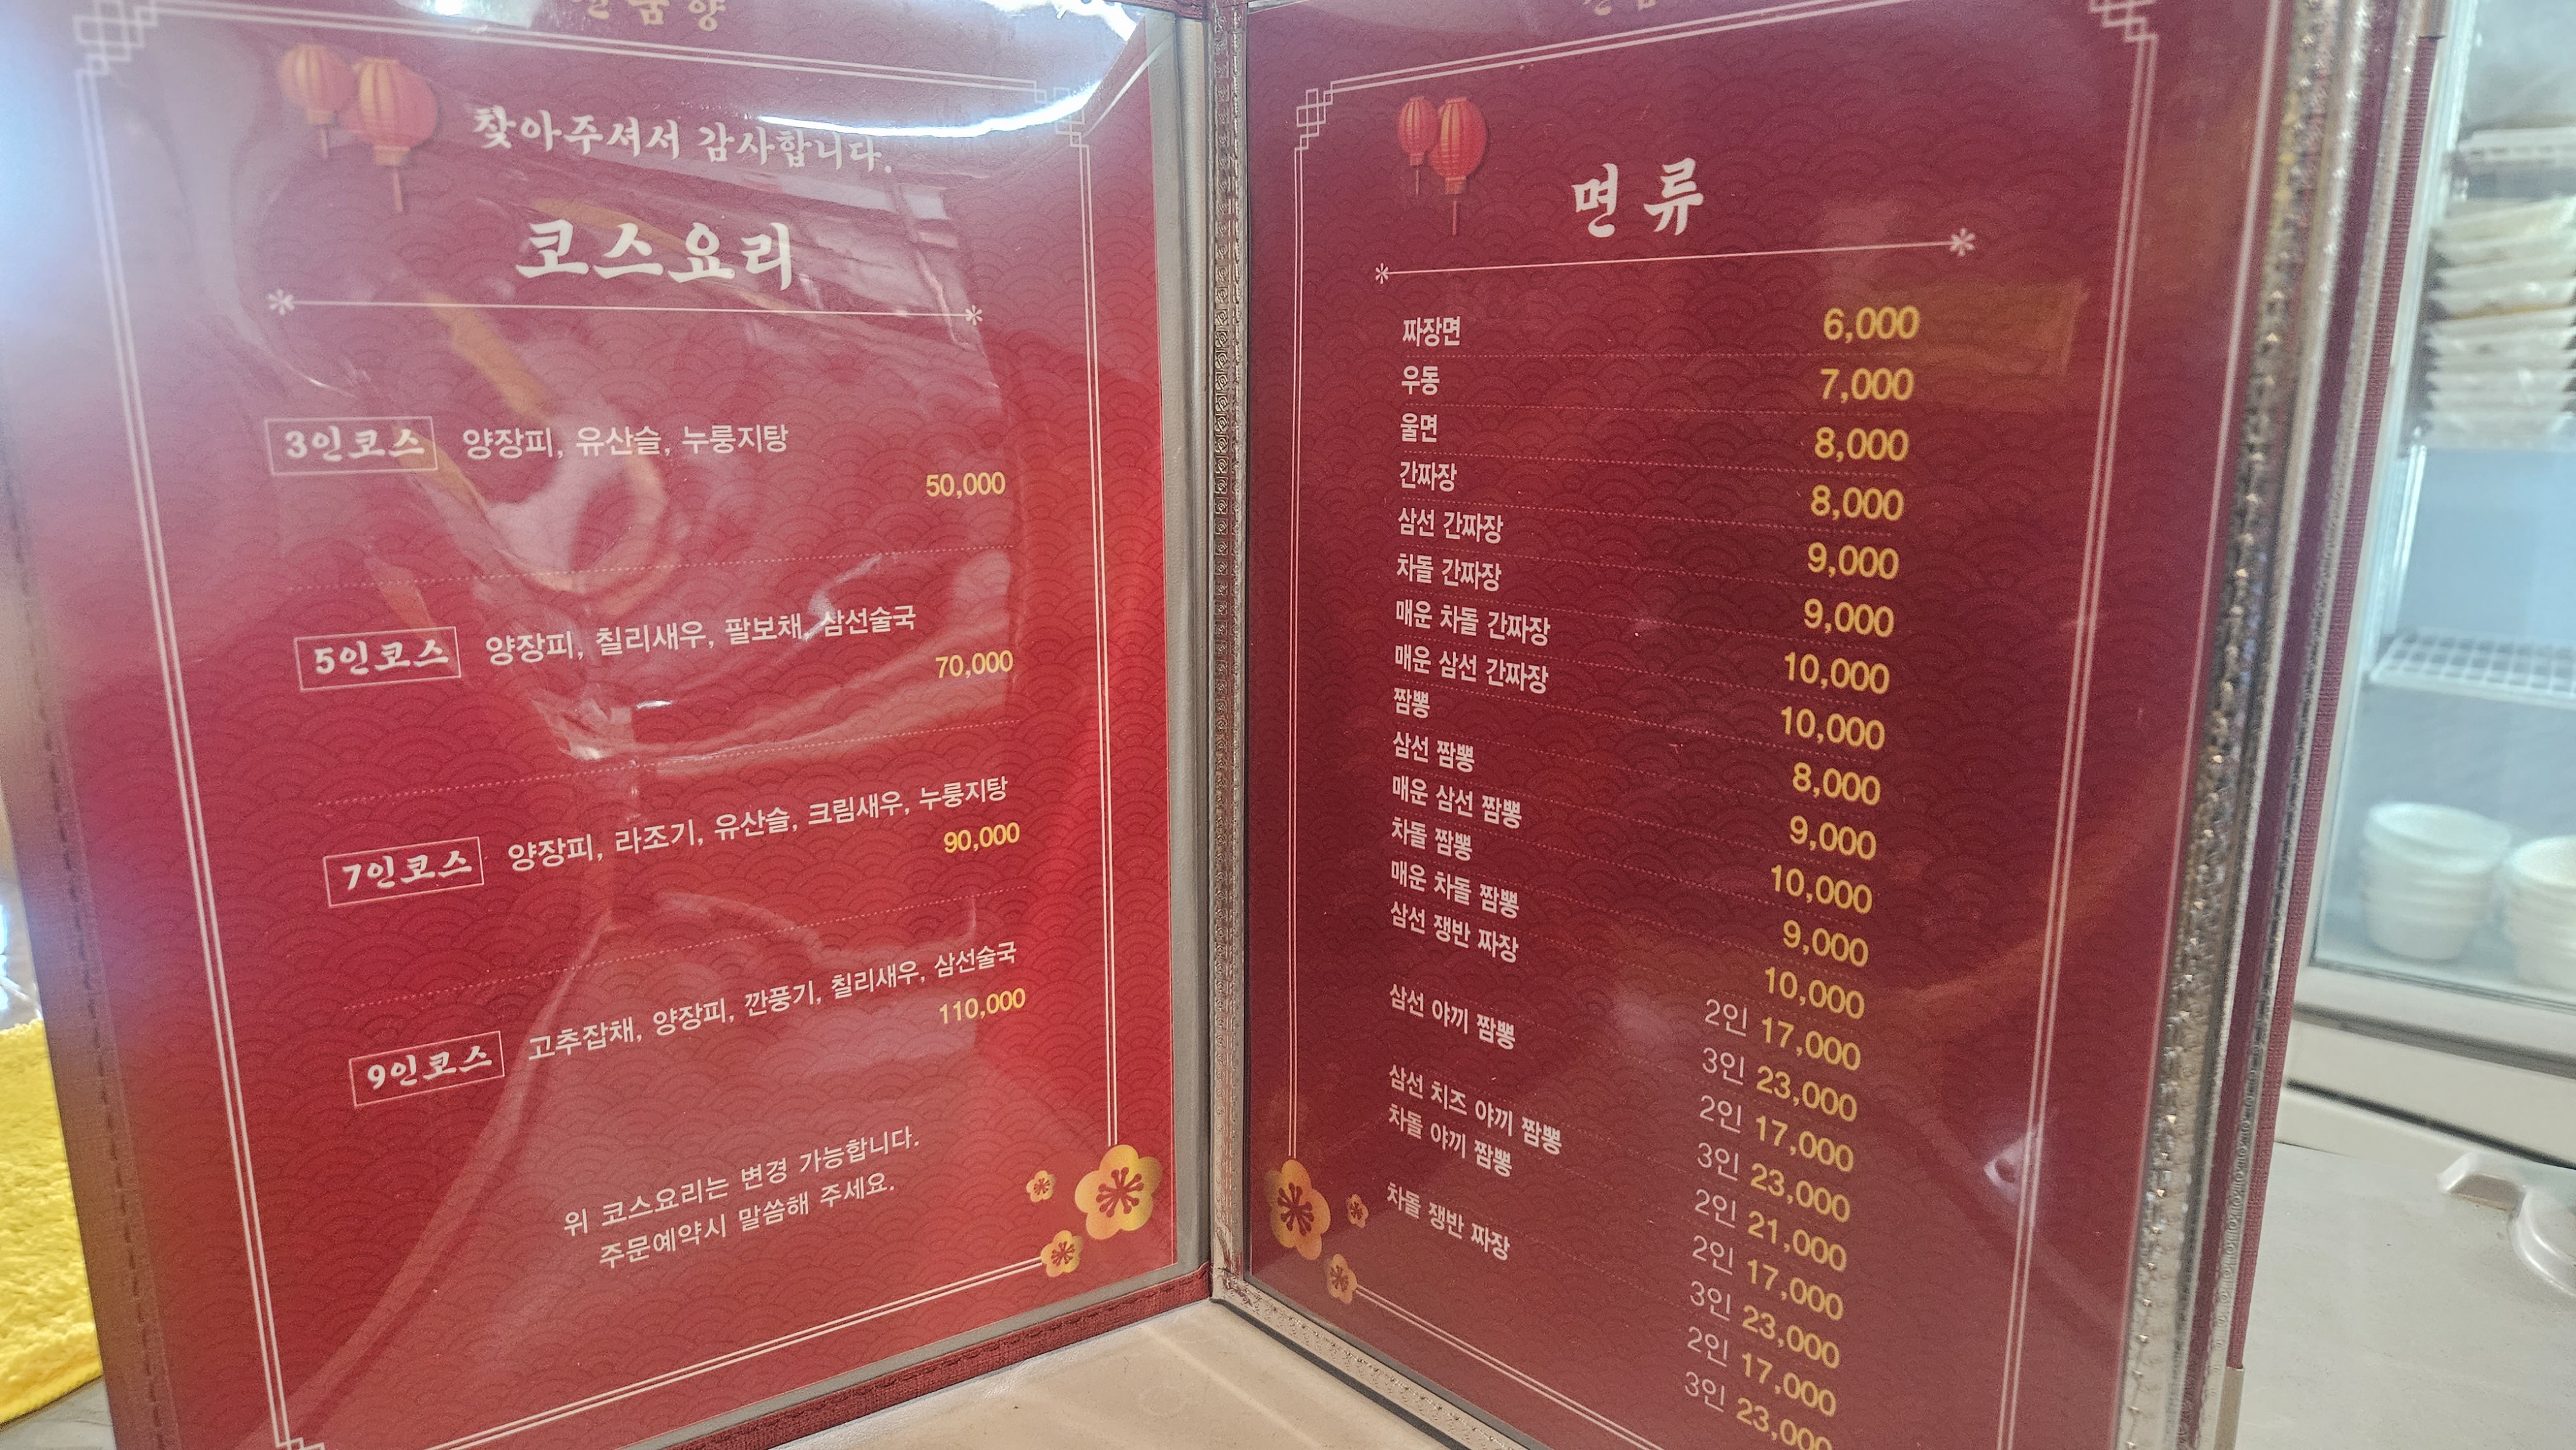 찾아주셔서 감사합니다.
코스요리
3인코스 양장피, 유산슬, 누룽지탕
50,000
5인코스 양장피, 칠리새우, 팔보채, 삼선술국
70,000
7인코스 양장피, 라조기, 유산슬, 크림새우, 누룽지탕
90,000
9인코스 고추잡채, 양장피, 깐풍기, 칠리새우, 삼선술국
110,000
위 코스요리는 변경 가능합니다.
주문예약시 말씀해 주세요.
면류
짜장면 6,000
우동 7,000
울면 8,000
간짜장 8,000
삼선 간짜장 9,000
차돌 간짜장 9,000
매운 차돌 간짜장 10,000
매운 삼선 간짜장 10,000
짬뽕 8,000
삼선 짬뽕 9,000
매운 삼선 짬뽕 10,000
차돌 짬뽕 9,000
매운 차돌 짬뽕 10,000
삼선 쟁반 짜장 2인 17,000
3인 23,000
삼선 야끼 짬뽕 2인 17,000
3인 23,000
삼선 치즈 야끼 짬뽕 2인 21,000
차돌 야끼 짬뽕 2인 17,000
3인 23,000
차돌 쟁반 짜장 2인 17,000
3인 23,000